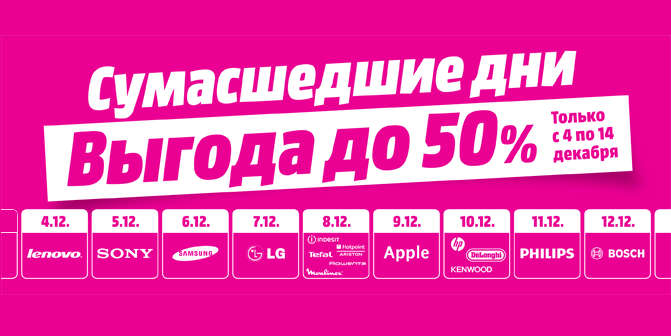 Сумасшедшие дни
Выгода до 50%
Только
с 4 по 14
декабря
4.12.
lenovo
5.12.
SONY
6.12.
SAMSUNG
7.12.
LG
8.12.
indesit
Hotpoint
ARISTON
Tefal
Rowenta
Moulinex
9.12.
Apple
10.12.
hp
DeLonghi
KENWOOD
11.12.
PHILIPS
12.12.
BOSCH